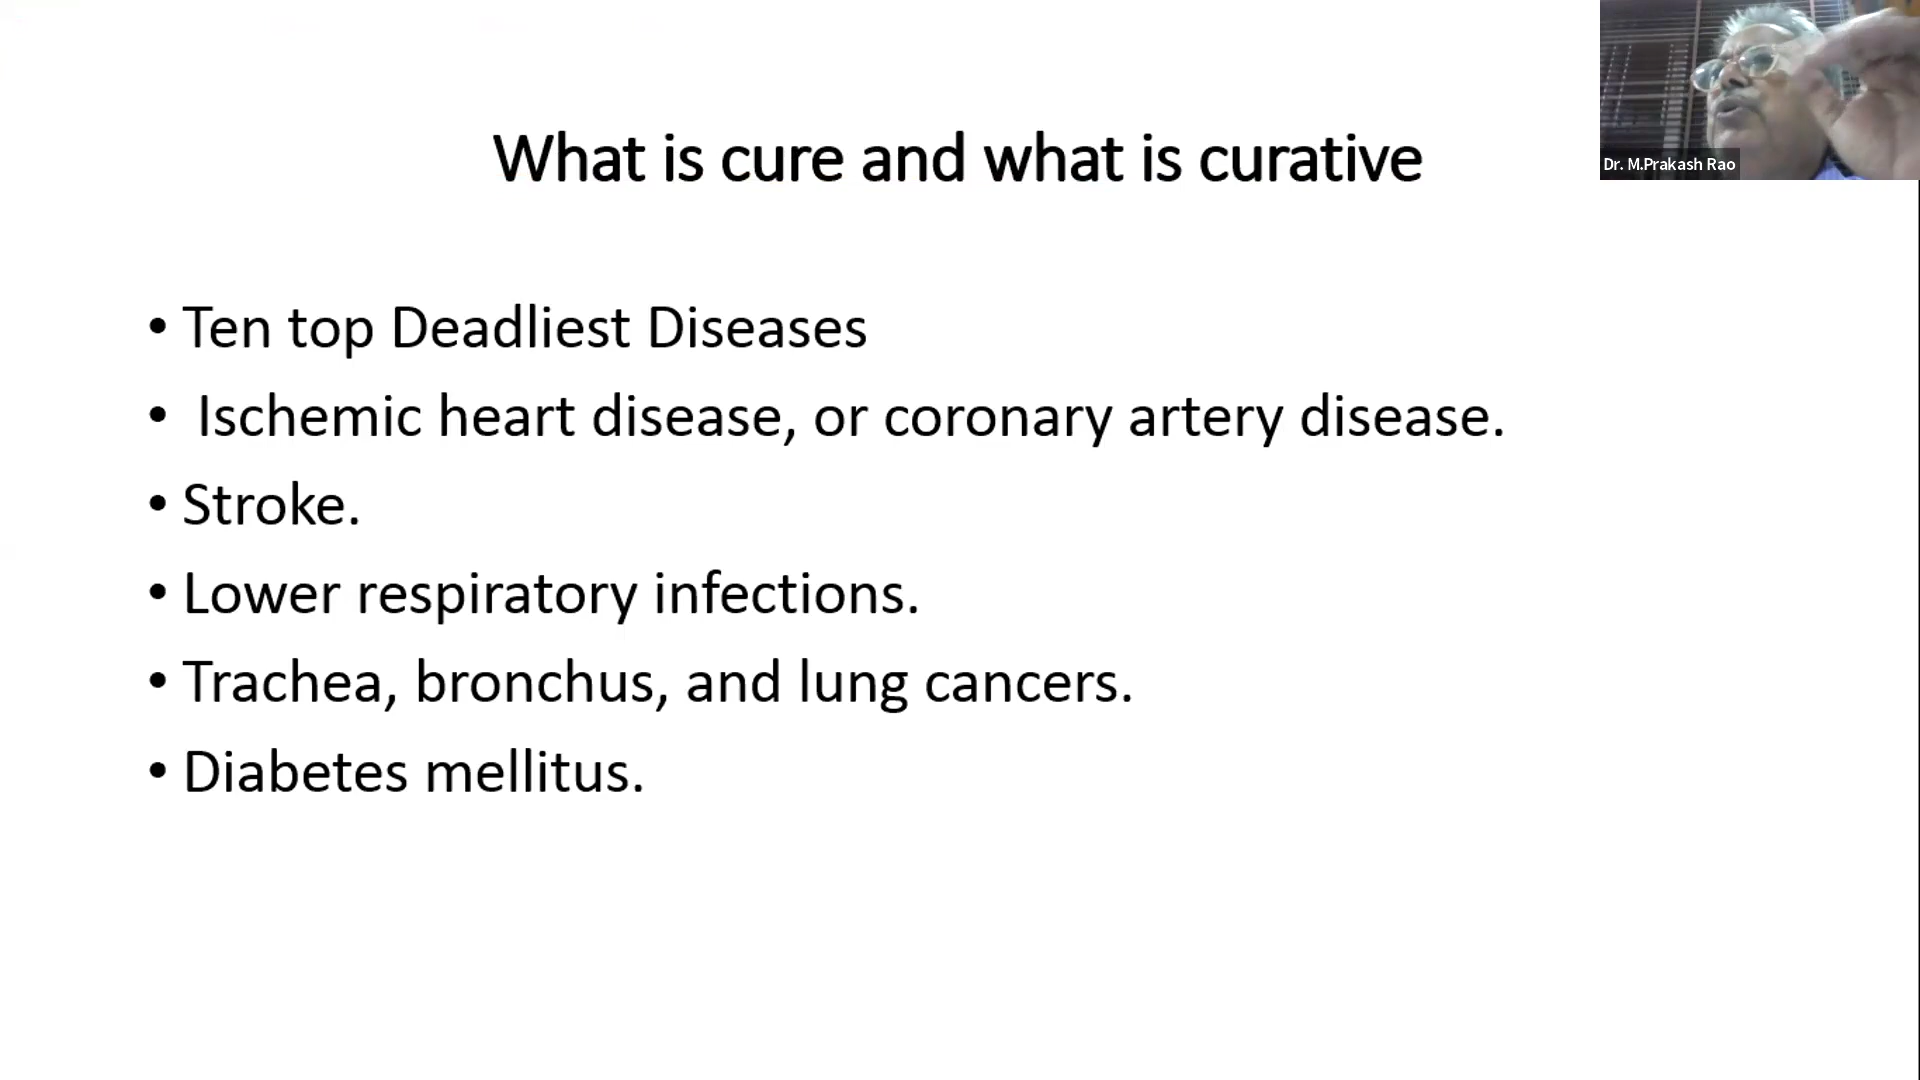 What is cure and what is curative
Dr. M.Prakash Rao
• Ten top Deadliest Diseases
• Ischemic heart disease, or coronary artery disease.
• Stroke.
• Lower respiratory infections.
• Trachea, bronchus, and lung cancers.
• Diabetes mellitus.